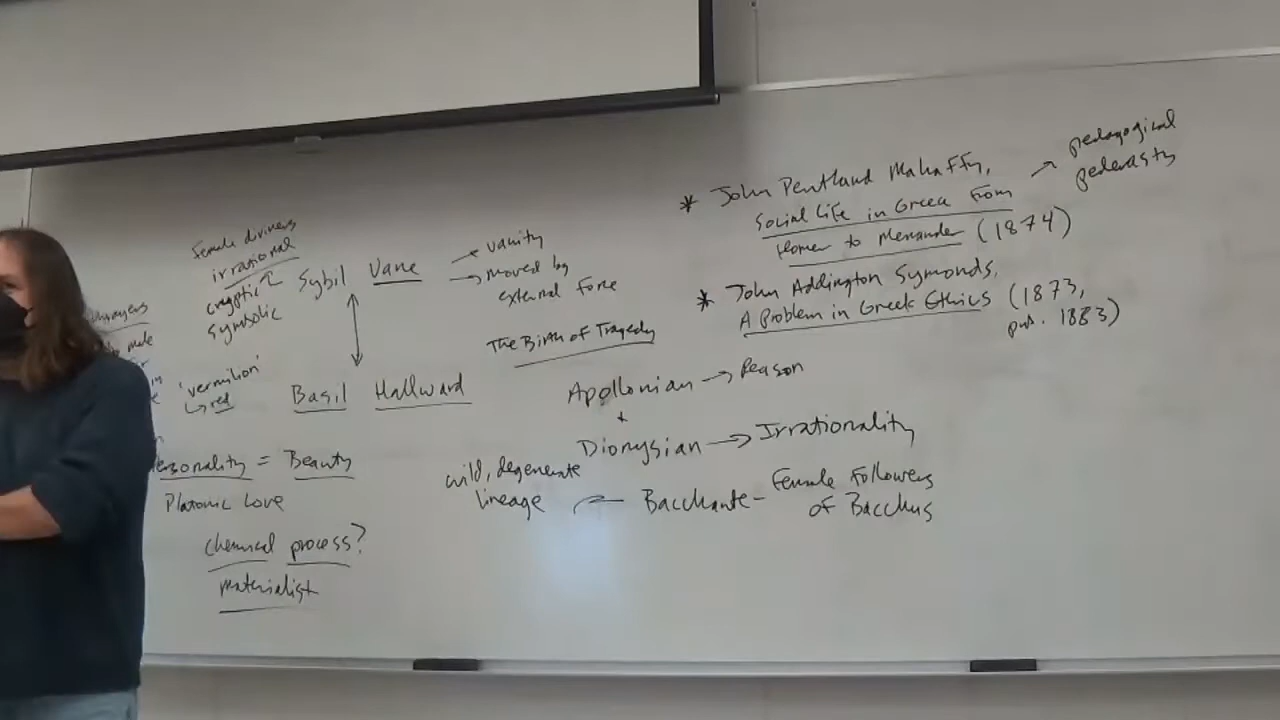 Female diviners
irrational
cryptic
symbolic
Sybil Vane
vanity
moved by
external force
male
'vermilion'
red
Basil Hallward
ersonality = Beauty
Platonic Love
chemical process?
materialist
The Birth of Tragedy
Apollonian → Reason
+
Dionysian → Irrationality
wild, degenerate
lineage
Bacchante - Female Followers
of Bacchus
* John Pentland Mahaffy,
Social Life in Greece from
Homer to Menander (1874)
pedagogical
pederasty
* John Addington Symonds,
A Problem in Greek Ethics (1873,
pub. 1883)